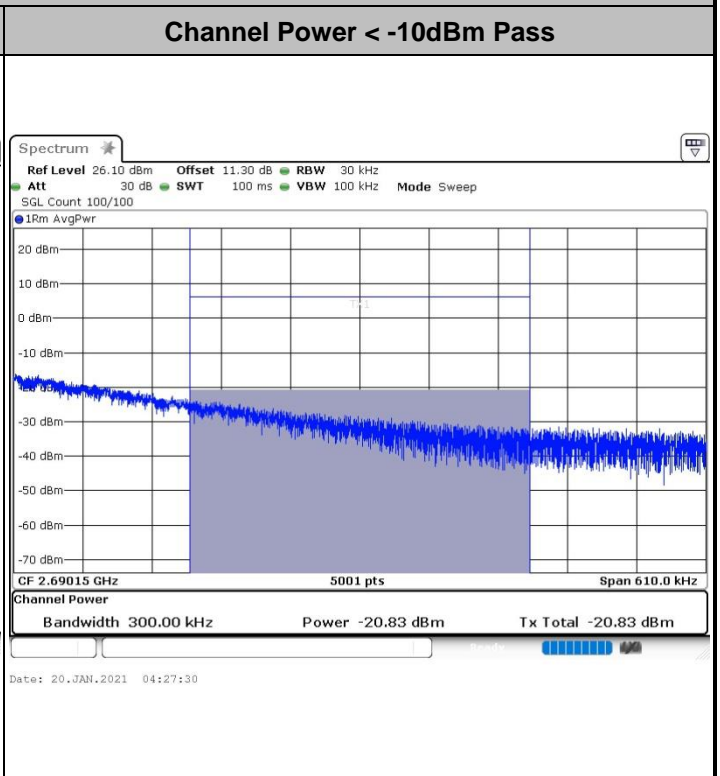 Channel Power < -10dBm Pass
Spectrum
Ref Level 26.10 dBm Offset 11.30 dB RBW 30 kHz
Att 30 dB SWT 100 ms VBW 100 kHz Mode Sweep
SGL Count 100/100
1Rm AvgPwr
20 dBm
10 dBm
TX1
0 dBm
-10 dBm
-20 dBm
-30 dBm
-40 dBm
-50 dBm
-60 dBm
-70 dBm
CF 2.69015 GHz 5001 pts Span 610.0 kHz
Channel Power
Bandwidth 300.00 kHz Power -20.83 dBm Tx Total -20.83 dBm
Ready
Date: 20.JAN.2021 04:27:30